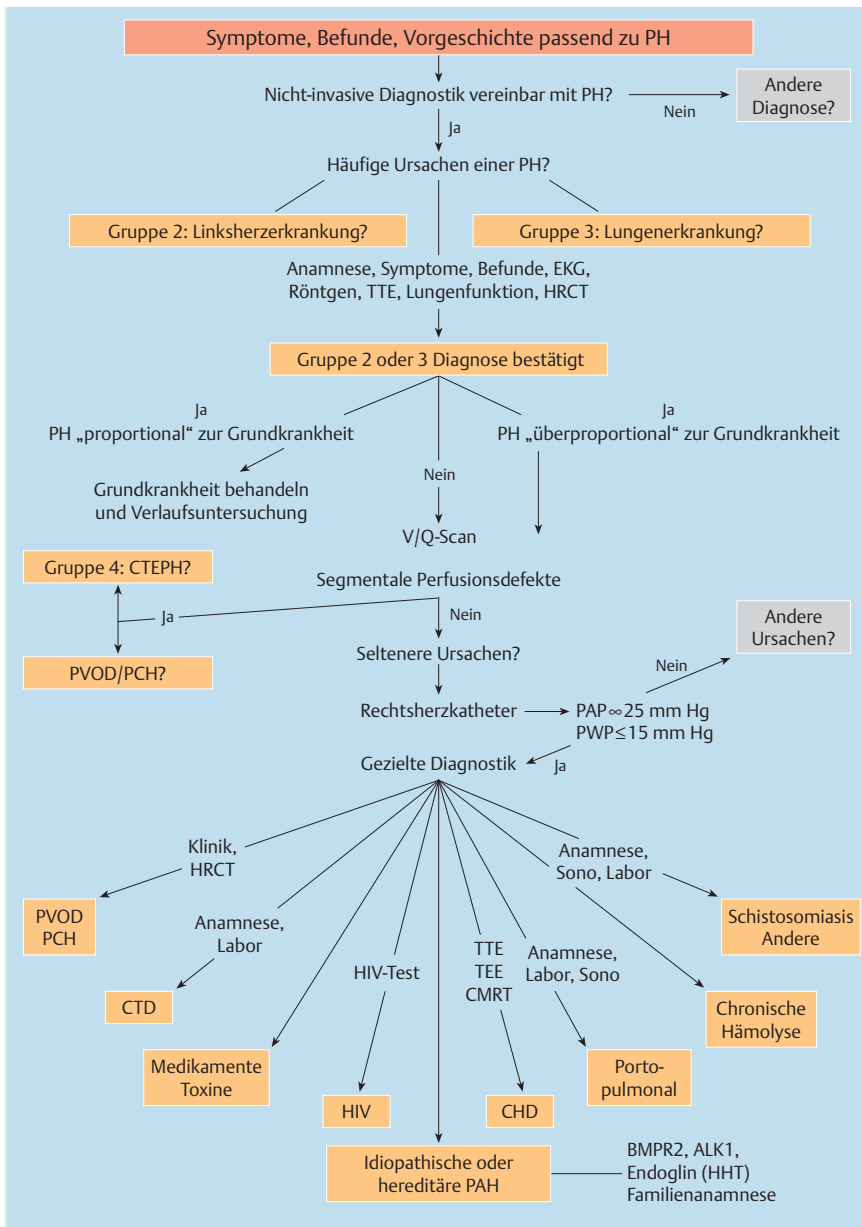 Symptome, Befunde, Vorgeschichte passend zu PH
Nicht-invasive Diagnostik vereinbar mit PH?
Nein
Andere
Diagnose?
Ja
Häufige Ursachen einer PH?
Gruppe 2: Linksherzerkrankung?
Gruppe 3: Lungenerkrankung?
Anamnese, Symptome, Befunde, EKG,
Röntgen, TTE, Lungenfunktion, HRCT
Gruppe 2 oder 3 Diagnose bestätigt
Ja
PH „proportional“ zur Grundkrankheit
Ja
PH „überproportional“ zur Grundkrankheit
Grundkrankheit behandeln
und Verlaufsuntersuchung
Nein
V/Q-Scan
Gruppe 4: CTEPH?
Segmentale Perfusionsdefekte
Ja
Nein
Andere
Ursachen?
PVOD/PCH?
Seltenere Ursachen?
Nein
Rechtsherzkatheter
PAP∞25 mm Hg
PWP≤15 mm Hg
Gezielte Diagnostik
Ja
Klinik,
HRCT
Anamnese,
Sono, Labor
PVOD
PCH
Anamnese,
Labor
Schistosomiasis
Andere
HIV-Test
TTE
TEE
CMRT
Anamnese,
Labor, Sono
CTD
Chronische
Hämolyse
Medikamente
Toxine
Porto-
pulmonal
HIV
CHD
Idiopathische oder
hereditäre PAH
BMPR2, ALK1,
Endoglin (HHT)
Familienanamnese